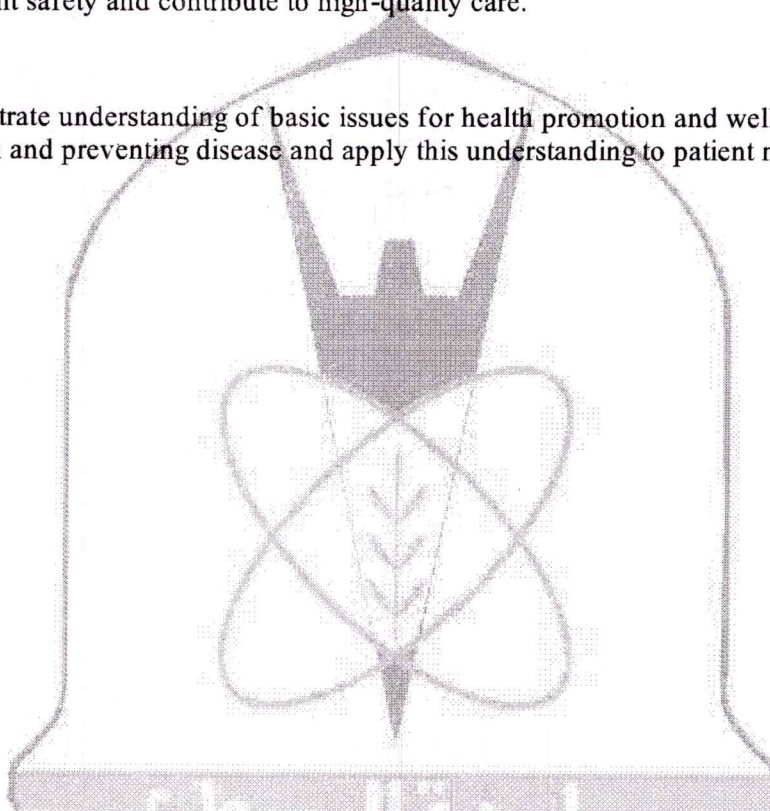 nt safety and contribute to high-quality care.
trate understanding of basic issues for health promotion and well
and preventing disease and apply this understanding to patient